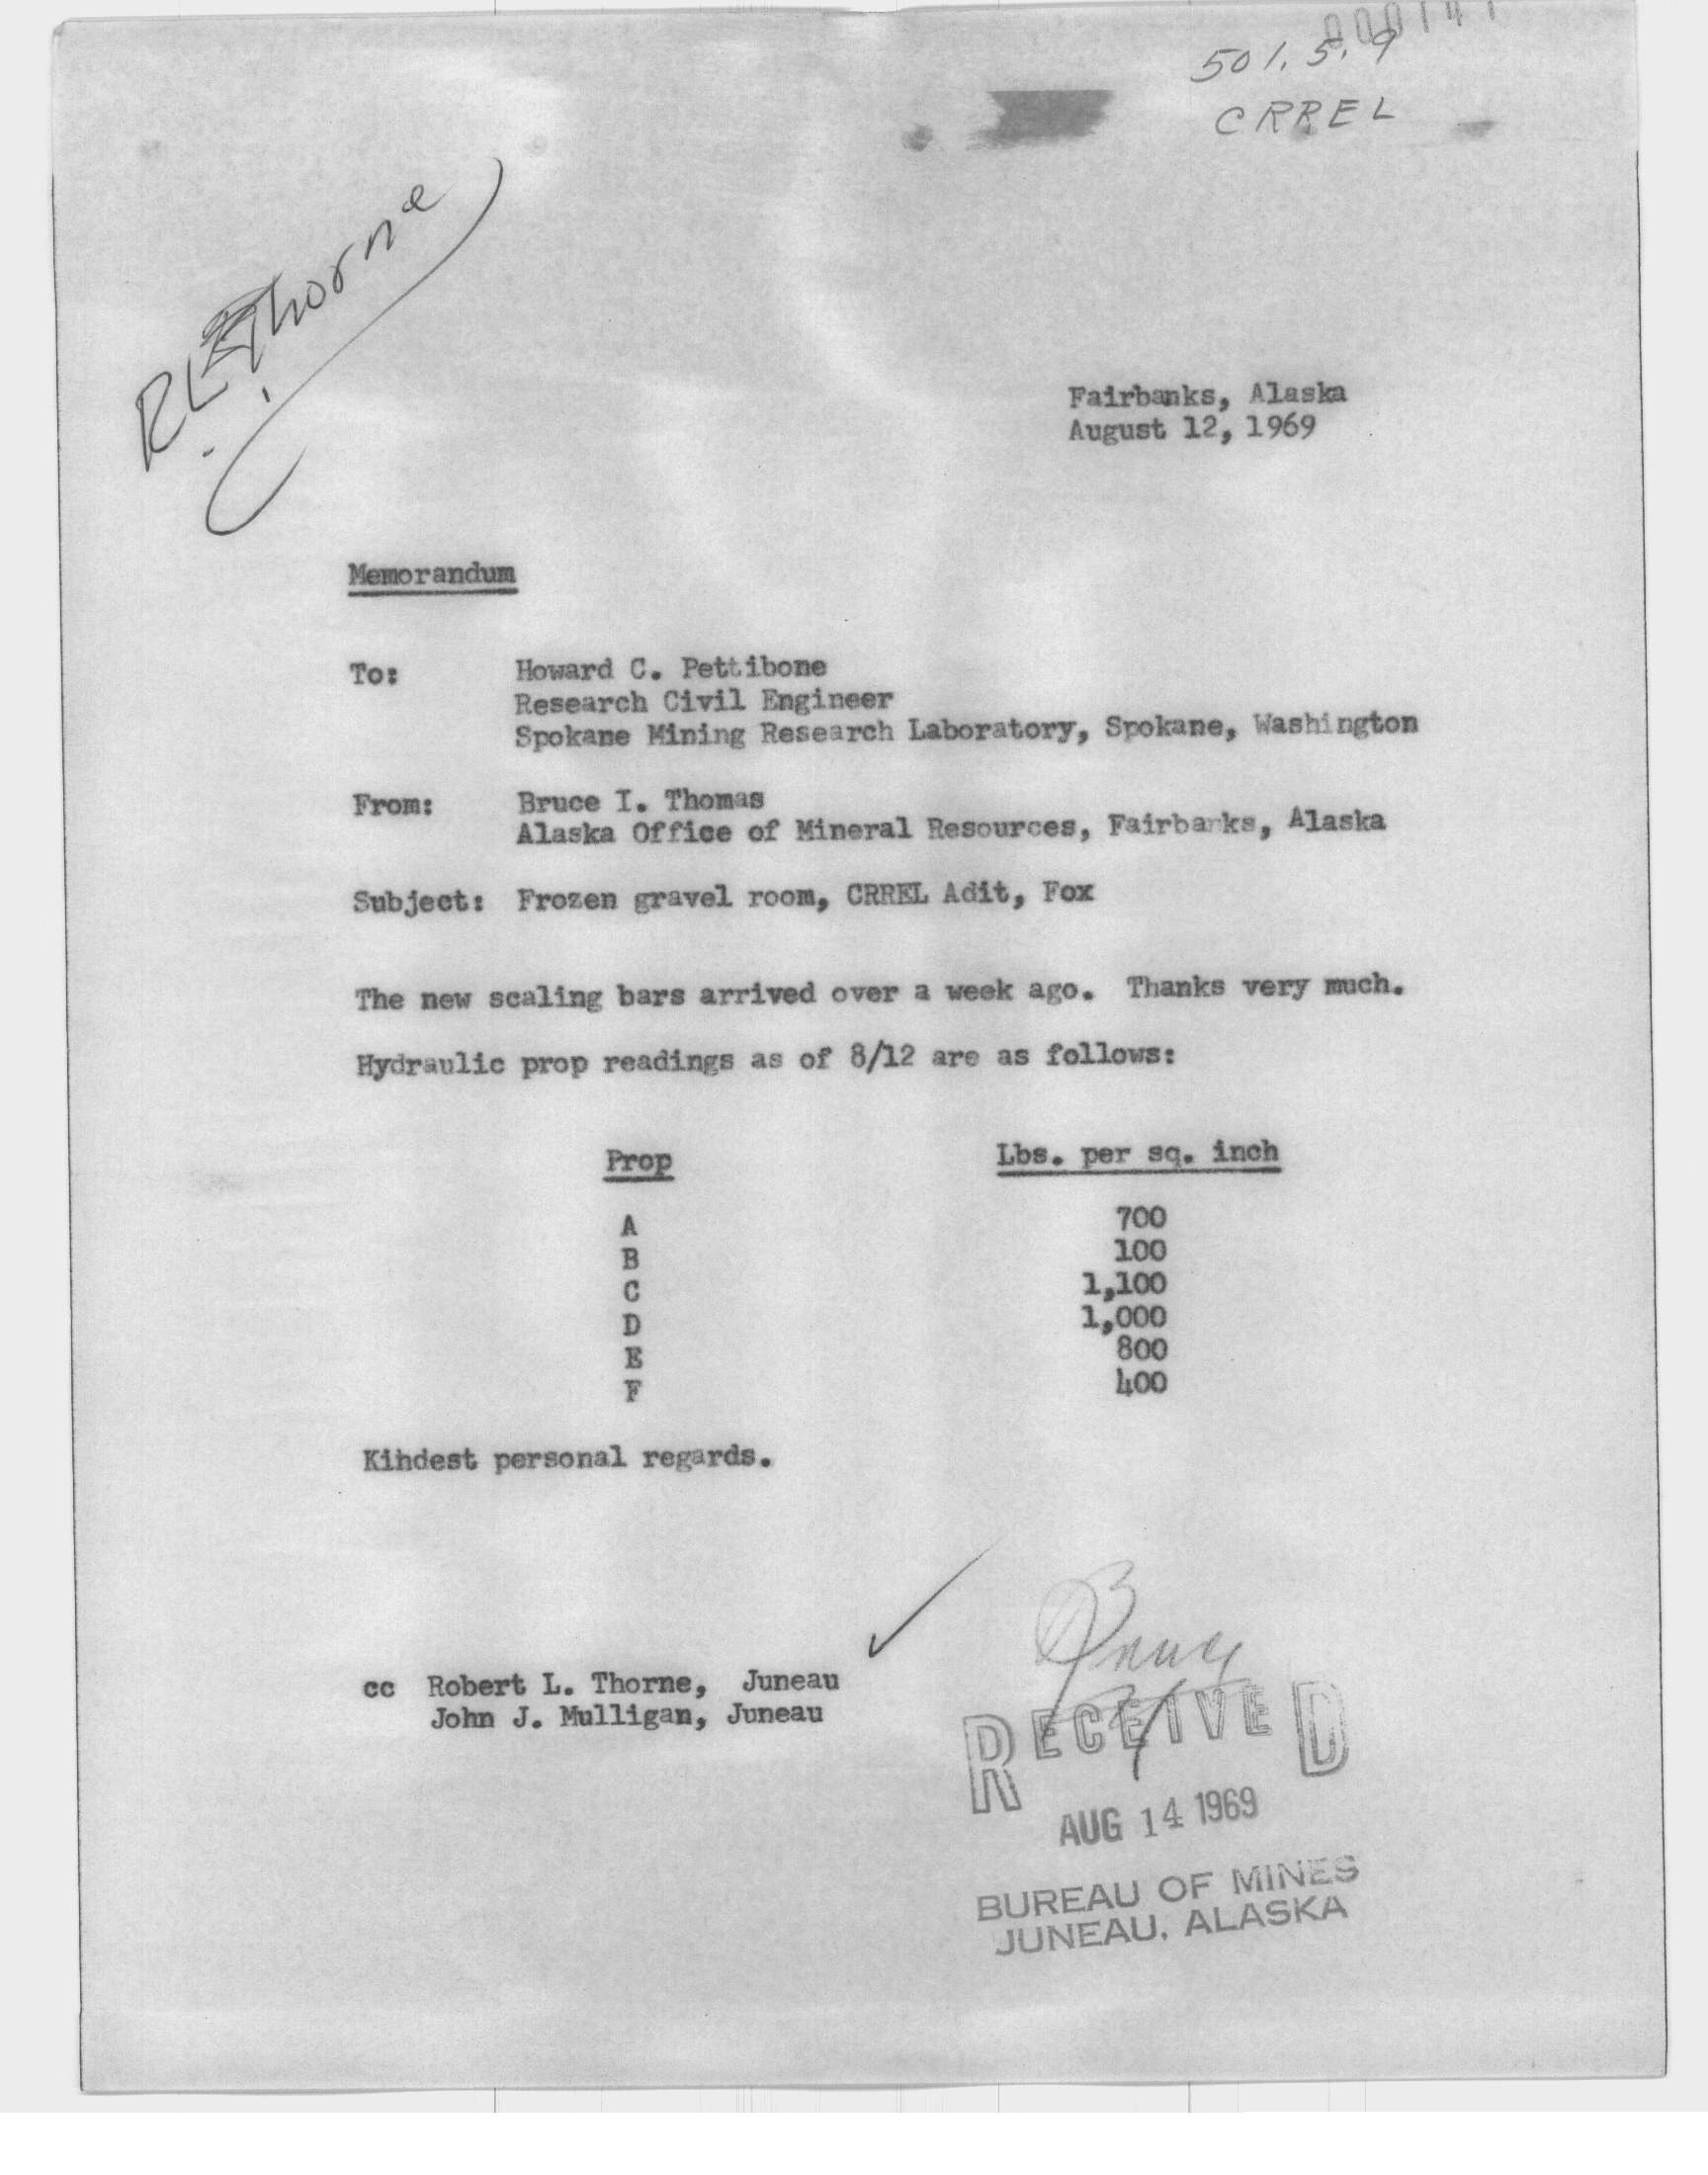 501.5.9
CRREL
RL Thorne
Fairbanks, Alaska
August 12, 1969
Memorandum
To: Howard C. Pettibone
Research Civil Engineer
Spokane Mining Research Laboratory, Spokane, Washington
From: Bruce I. Thomas
Alaska Office of Mineral Resources, Fairbanks, Alaska
Subject: Frozen gravel room, CRREL Adit, Fox
The new scaling bars arrived over a week ago. Thanks very much.
Hydraulic prop readings as of 8/12 are as follows:
Prop Lbs. per sq. inch
A 700
B 100
C 1,100
D 1,000
E 800
F 400
Kihdest personal regards.
cc Robert L. Thorne, Juneau
John J. Mulligan, Juneau
RECEIVED
AUG 14 1969
BUREAU OF MINES
JUNEAU, ALASKA